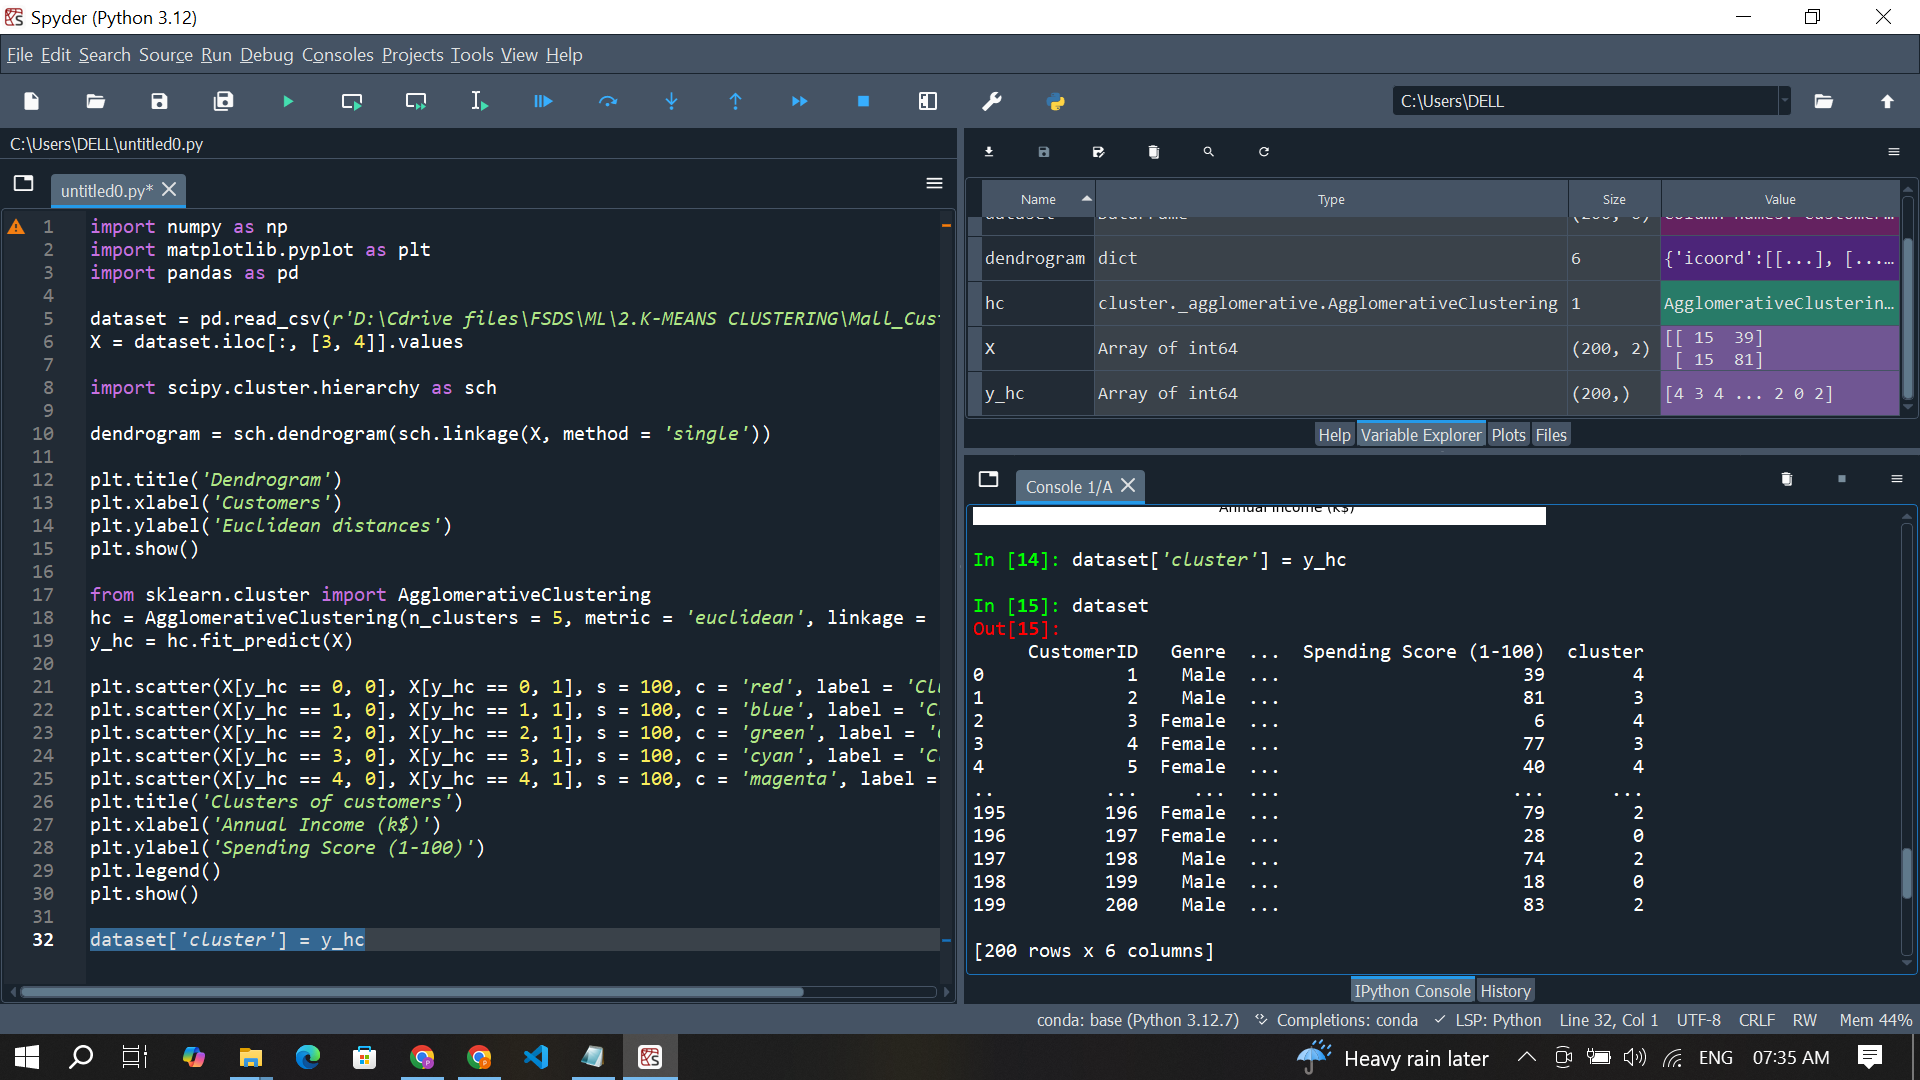 Spyder (Python 3.12)
File Edit Search Source Run Debug Consoles Projects Tools View Help
C:\Users\DELL
C:\Users\DELL\untitled0.py
untitled0.py*
1 import numpy as np
2 import matplotlib.pyplot as plt
3 import pandas as pd
4
5 dataset = pd.read_csv(r'D:\Cdrive files\FSDS\ML\2.K-MEANS CLUSTERING\Mall_Cus
6 X = dataset.iloc[:, [3, 4]].values
7
8 import scipy.cluster.hierarchy as sch
9
10 dendrogram = sch.dendrogram(sch.linkage(X, method = 'single'))
11
12 plt.title('Dendrogram')
13 plt.xlabel('Customers')
14 plt.ylabel('Euclidean distances')
15 plt.show()
16
17 from sklearn.cluster import AgglomerativeClustering
18 hc = AgglomerativeClustering(n_clusters = 5, metric = 'euclidean', linkage =
19 y_hc = hc.fit_predict(X)
20
21 plt.scatter(X[y_hc == 0, 0], X[y_hc == 0, 1], s = 100, c = 'red', label = 'Cl
22 plt.scatter(X[y_hc == 1, 0], X[y_hc == 1, 1], s = 100, c = 'blue', label = 'C
23 plt.scatter(X[y_hc == 2, 0], X[y_hc == 2, 1], s = 100, c = 'green', label = '
24 plt.scatter(X[y_hc == 3, 0], X[y_hc == 3, 1], s = 100, c = 'cyan', label = 'C
25 plt.scatter(X[y_hc == 4, 0], X[y_hc == 4, 1], s = 100, c = 'magenta', label =
26 plt.title('Clusters of customers')
27 plt.xlabel('Annual Income (k$)')
28 plt.ylabel('Spending Score (1-100)')
29 plt.legend()
30 plt.show()
31
32 dataset['cluster'] = y_hc
Name Type Size Value
dataset DataFrame (200, 6) Column names: Customer...
dendrogram dict 6 {'icoord':[[...], [...…
hc cluster._agglomerative.AgglomerativeClustering 1 AgglomerativeClusterin…
X Array of int64 (200, 2) [[ 15 39]
[ 15 81]
y_hc Array of int64 (200,) [4 3 4 ... 2 0 2]
Help Variable Explorer Plots Files
Console 1/A
Annual Income (k$)
In [14]: dataset['cluster'] = y_hc
In [15]: dataset
Out[15]:
CustomerID Genre ... Spending Score (1-100) cluster
0 1 Male ... 39 4
1 2 Male ... 81 3
2 3 Female ... 6 4
3 4 Female ... 77 3
4 5 Female ... 40 4
.. ... ... ... ... ...
195 196 Female ... 79 2
196 197 Female ... 28 0
197 198 Male ... 74 2
198 199 Male ... 18 0
199 200 Male ... 83 2
[200 rows x 6 columns]
IPython Console History
conda: base (Python 3.12.7) Completions: conda LSP: Python Line 32, Col 1 UTF-8 CRLF RW Mem 44%
Heavy rain later ENG 07:35 AM